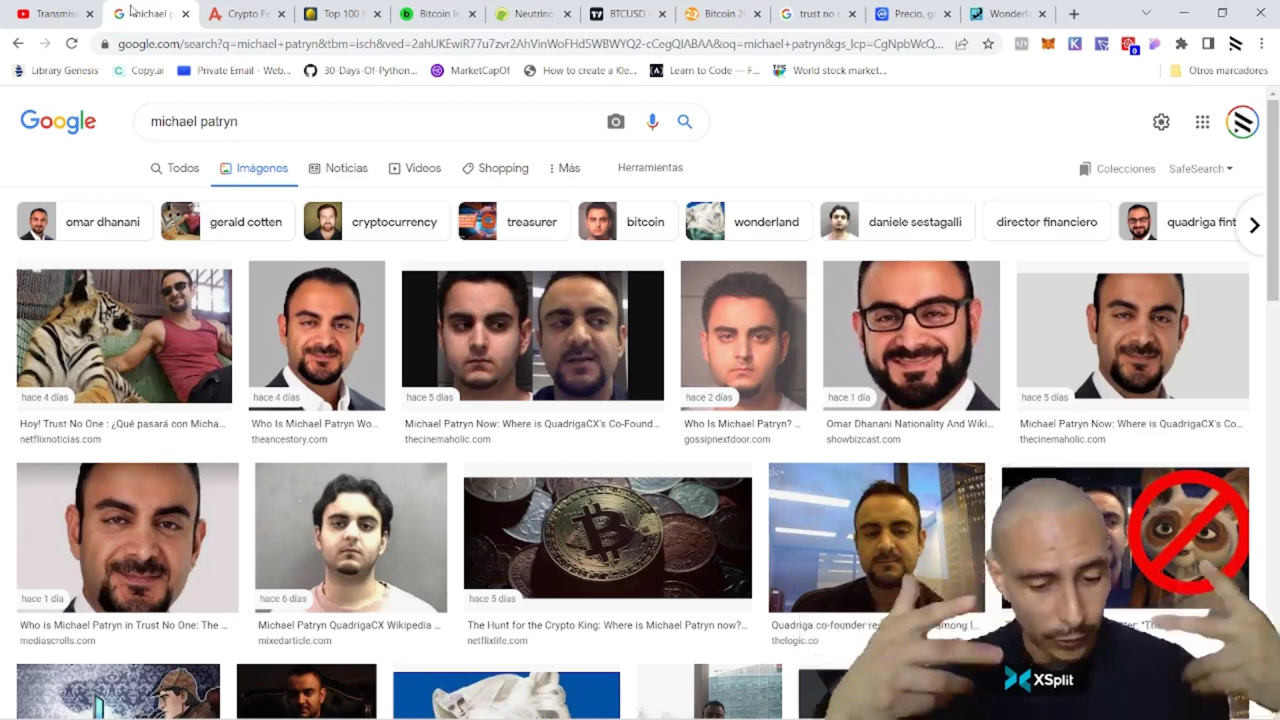 Transmis
michael p
Crypto Fe
Top 100
Bitcoin In
Neutrino
BTCUSD
Bitcoin 2
trust no c
Precio, gr
Wonderl
google.com/search?q=michael+patryn&tbm=isch&ved=2a
R77u7zvr2AhVinWoFHd5WBWYQ2-cCegQIABAA&oq=michael+patryn&gs_lcp=CgNpbWcQ...
0
Library Genesis
Copy.ai
Private Email - Web...
30-Days-Of-Python...
MarketCapOf
How to create a Kle...
Learn to Code — F...
World stock market...
Otros marcadores
Google
michael patryn
Todos
Imágenes
Noticias
Videos
Shopping
Más
Herramientas
Colecciones
SafeSearch
omar dhanani
gerald cotten
cryptocurrency
treasurer
bitcoin
wonderland
daniele sestagalli
director financiero
quadriga fint
hace 4 días
hace 4 días
hace 5 días
hace 2 días
hace 1 día
hace 5 días
Hoy! Trust No One : ¿Qué pasará con Micha...
netflixnoticias.com
Who Is Michael Patryn Wo...
theancestory.com
Michael Patryn Now: Where is QuadrigaCX's Co-Found...
thecinemaholic.com
Who Is Michael Patryn? ...
gossipnextdoor.com
Omar Dhanani Nationality And Wiki...
showbizcast.com
Michael Patryn Now: Where is QuadrigaCX's Co...
thecinemaholic.com
hace 1 día
hace 6 días
hace 5 días
Who is Michael Patryn in Trust No One: The ...
mediascrolls.com
Michael Patryn QuadrigaCX Wikipedia ...
mixedarticle.com
The Hunt for the Crypto King: Where is Michael Patryn now?...
netflixlife.com
Quadriga co-founder re
among l
thelogic.co
XSplit